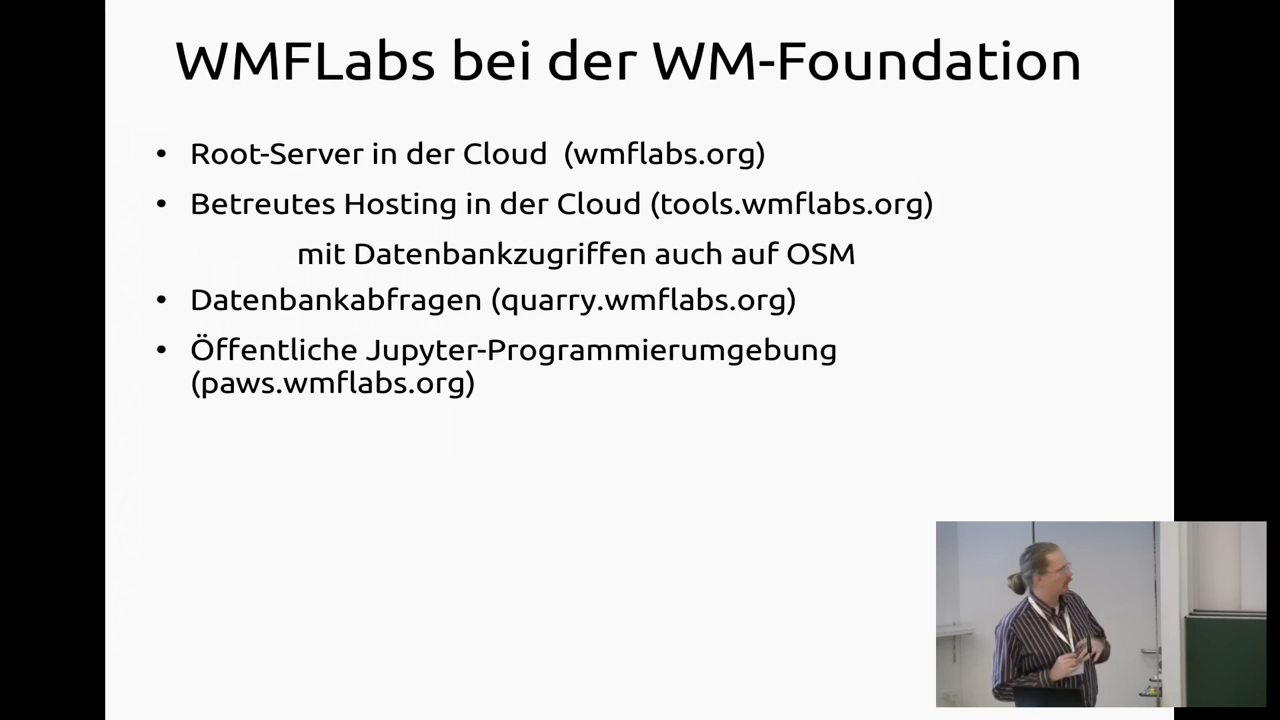 WMFLabs bei der WM-Foundation
• Root-Server in der Cloud (wmflabs.org)
• Betreutes Hosting in der Cloud (tools.wmflabs.org)
mit Datenbankzugriffen auch auf OSM
• Datenbankabfragen (quarry.wmflabs.org)
• Öffentliche Jupyter-Programmierumgebung
(paws.wmflabs.org)